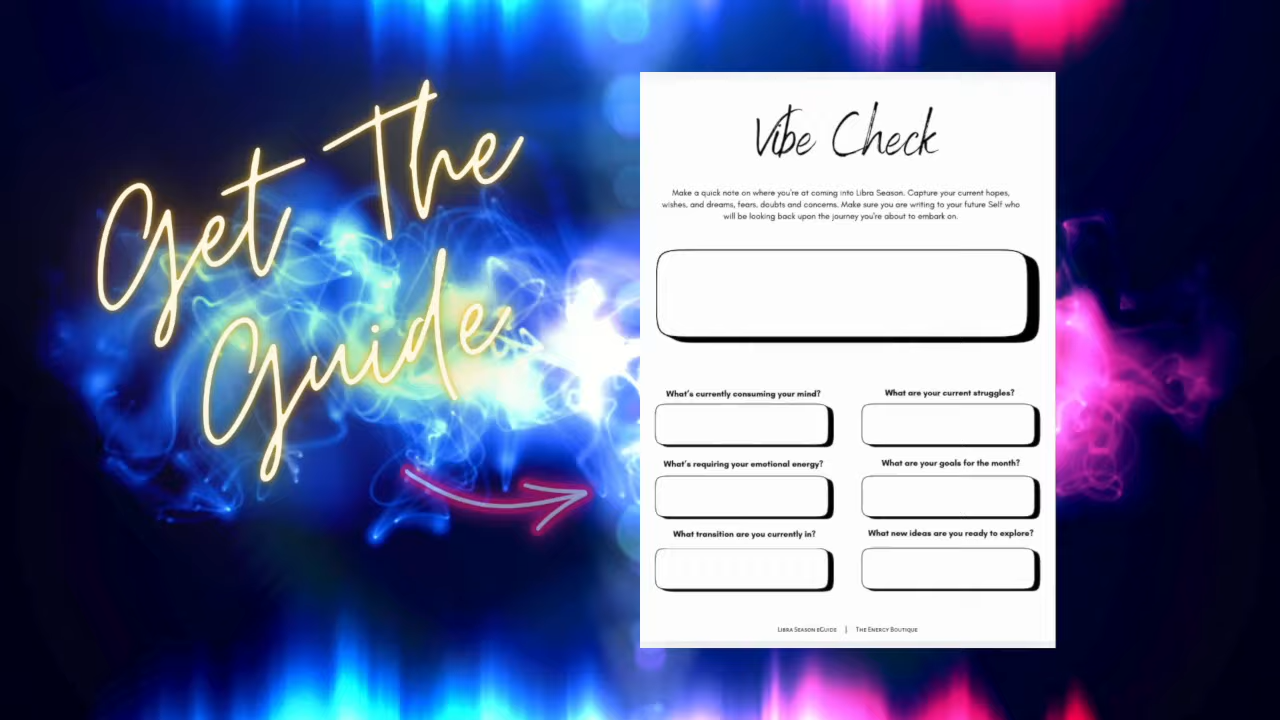 Get The
Guide
Vibe Check
Make a quick note on where you're at coming into Libra Season. Capture your current hopes,
wishes, and dreams, fears, doubts and concerns. Make sure you are writing to your future Self who
will be looking back upon the journey you're about to embark on.
What's currently consuming your mind?
What are your current struggles?
What's requiring your emotional energy?
What are your goals for the month?
What transition are you currently in?
What new ideas are you ready to explore?
Libra Season eGuide | The Energy Boutique